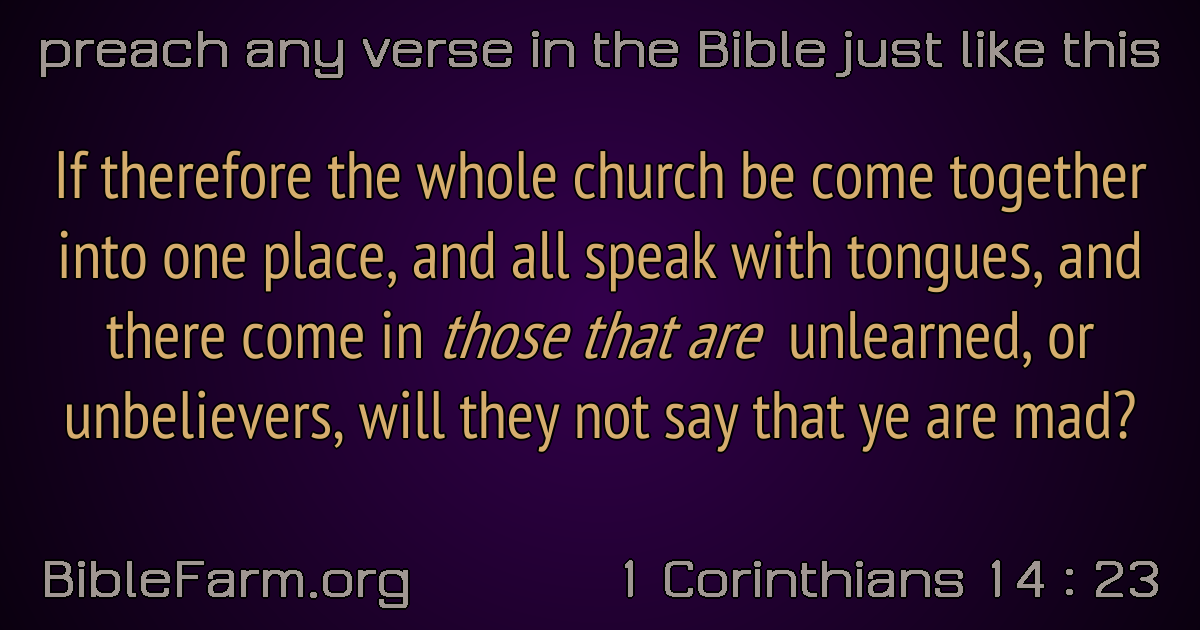 preach any verse in the Bible just like this
If therefore the whole church be come together
into one place, and all speak with tongues, and
there come in those that are unlearned, or
unbelievers, will they not say that ye are mad?
BibleFarm.org
1 Corinthians 14 : 23